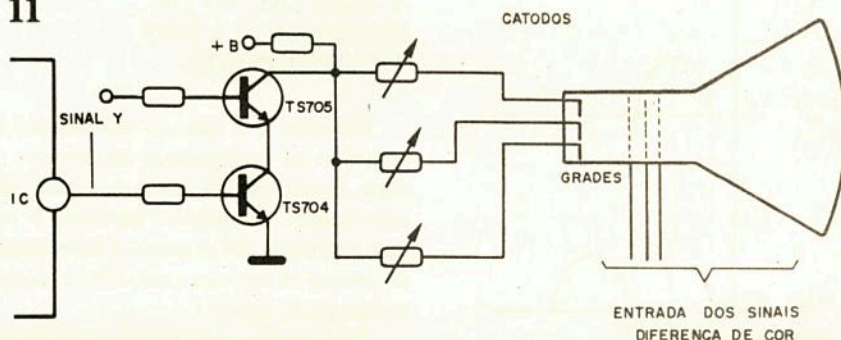 11
CATODOS
+B
TS705
SINAL Y
IC
TS704
GRADES
ENTRADA DOS SINAIS
DIFERENÇA DE COR